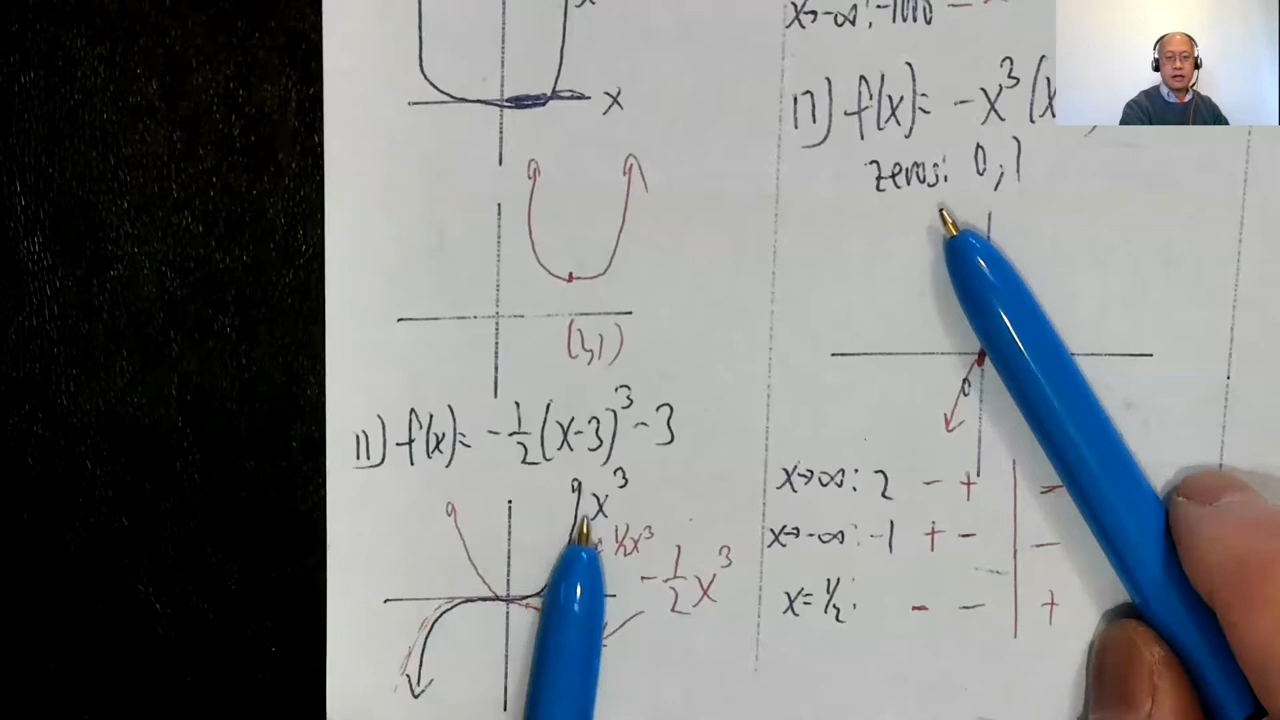 x
(3,1)
11) f(x)= -1/2(x-3)^3 -3
x^3
1/2x^3
-1/2x^3
x→-∞: -1000 -
17) f(x)= -x^3(x
zeros: 0,1
0
x→∞: 2 - + | -
x→-∞: -1 + - | -
x=1/2: - - | +